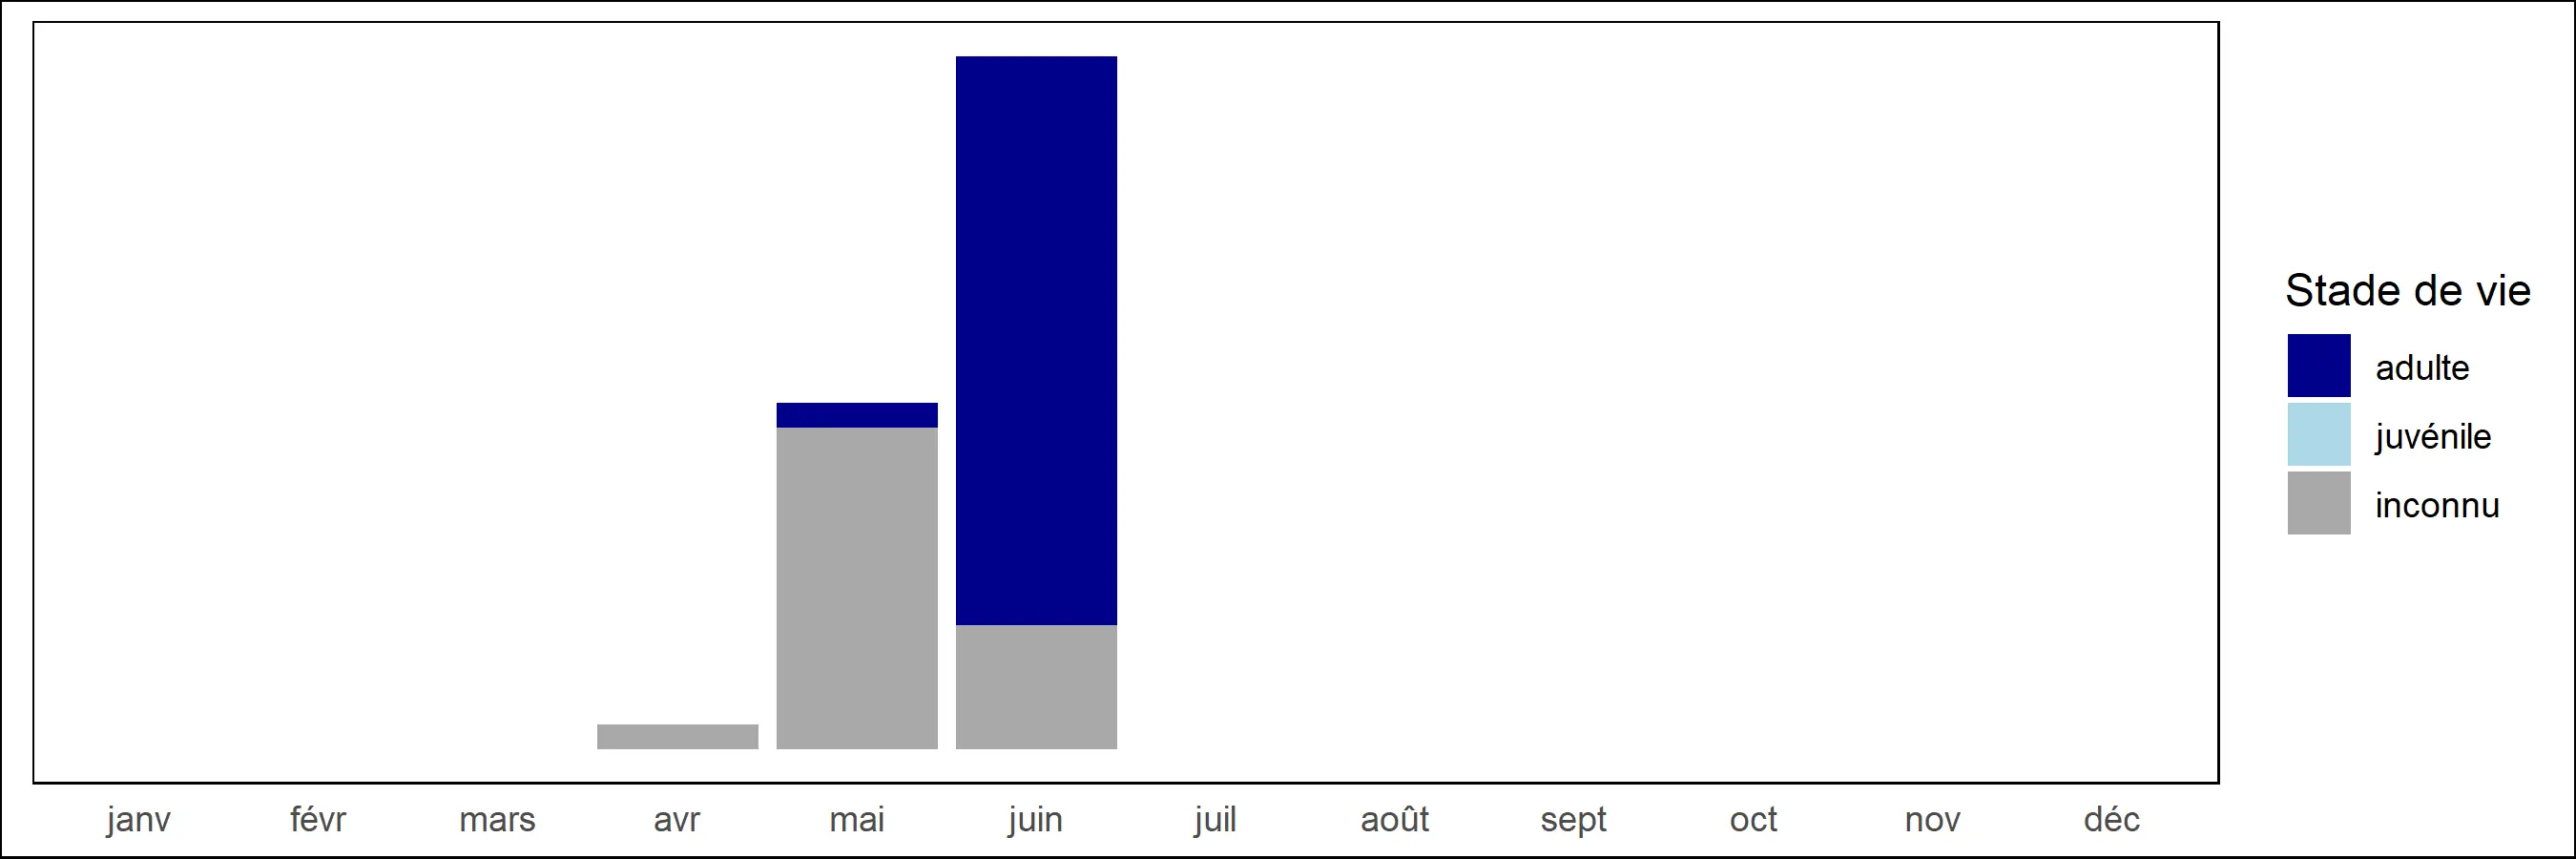 Stade de vie
adulte
juvénile
inconnu
janv févr mars avr mai juin juil août sept oct nov déc